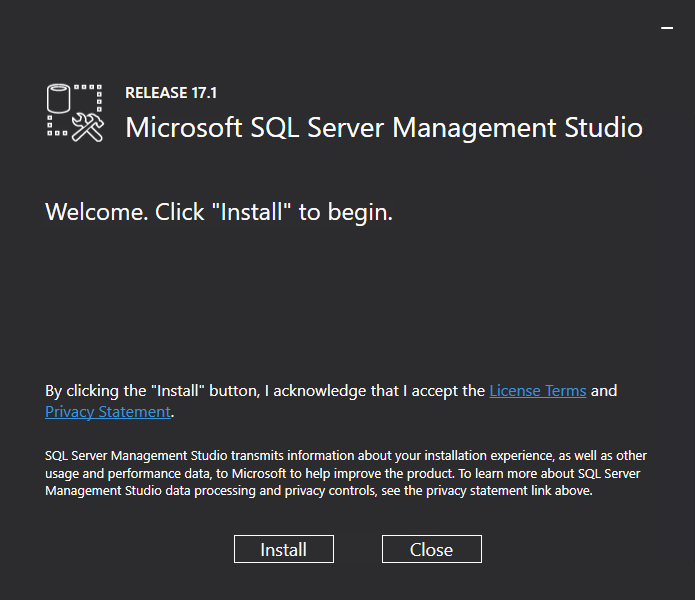 RELEASE 17.1
Microsoft SQL Server Management Studio
Welcome. Click "Install" to begin.
By clicking the "Install" button, I acknowledge that I accept the License Terms and
Privacy Statement.
SQL Server Management Studio transmits information about your installation experience, as well as other
usage and performance data, to Microsoft to help improve the product. To learn more about SQL Server
Management Studio data processing and privacy controls, see the privacy statement link above.
Install
Close